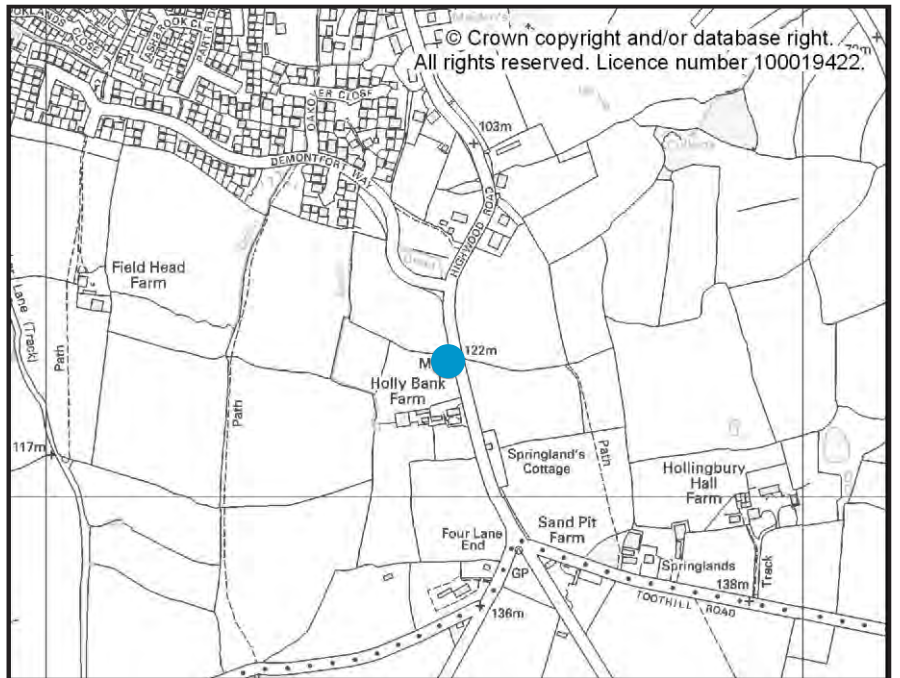 © Crown copyright and/or database right.
All rights reserved. Licence number 100019422.
CLOSE
103m
DEMONTFORT WAY
HIGHWOOD ROAD
Field Head
Farm
Lane (Track)
Path
122m
Holly Bank
Farm
Path
117m
Springland's
Cottage
Path
Hollingbury
Hall
Farm
Four Lane
End
Sand Pit
Farm
GP
Springlands
138m
Track
TOOTHILL ROAD
136m